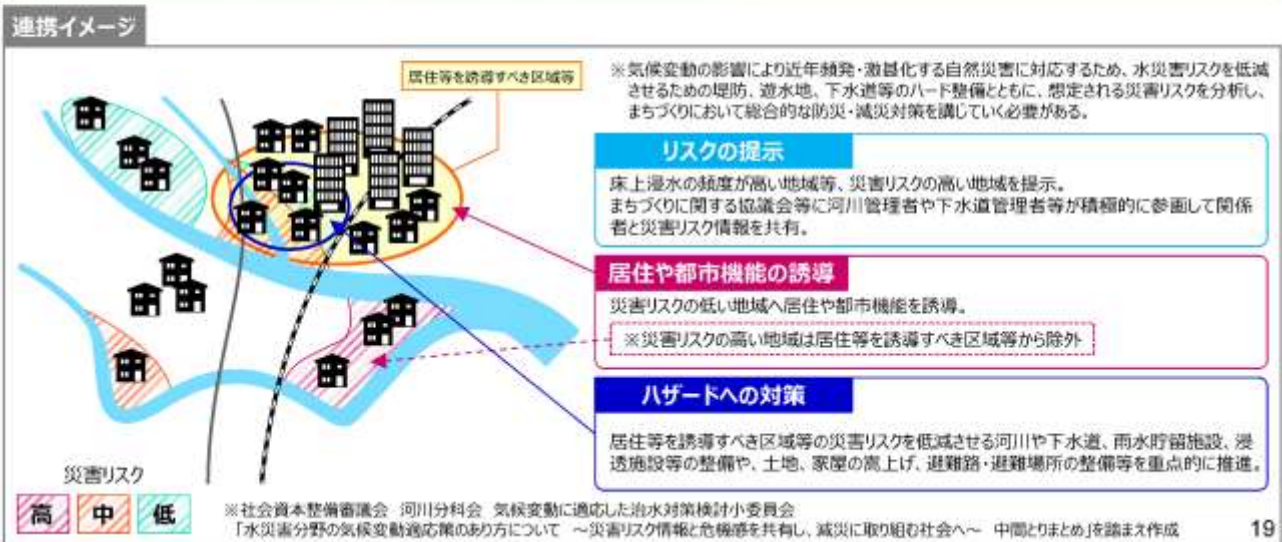 連携イメージ
居住等を誘導すべき区域等
※気候変動の影響により近年頻発・激甚化する自然災害に対応するため、水災害リスクを低減
させるための堤防、遊水地、下水道等のハード整備とともに、想定される災害リスクを分析し、
まちづくりにおいて総合的な防災・減災対策を講じていく必要がある。
リスクの提示
床上浸水の頻度が高い地域等、災害リスクの高い地域を提示。
まちづくりに関する協議会等に河川管理者や下水道管理者等が積極的に参画して関係
者と災害リスク情報を共有。
居住や都市機能の誘導
災害リスクの低い地域へ居住や都市機能を誘導。
※災害リスクの高い地域は居住等を誘導すべき区域等から除外
ハザードへの対策
居住等を誘導すべき区域等の災害リスクを低減させる河川や下水道、雨水貯留施設、浸
透施設等の整備や、土地、家屋の嵩上げ、避難路・避難場所の整備等を重点的に推進。
災害リスク
高 中 低
※社会資本整備審議会 河川分科会 気候変動に適応した治水対策検討小委員会
「水災害分野の気候変動適応策のあり方について ～災害リスク情報と危機感を共有し、減災に取り組む社会へ～ 中間とりまとめ」を踏まえ作成
19